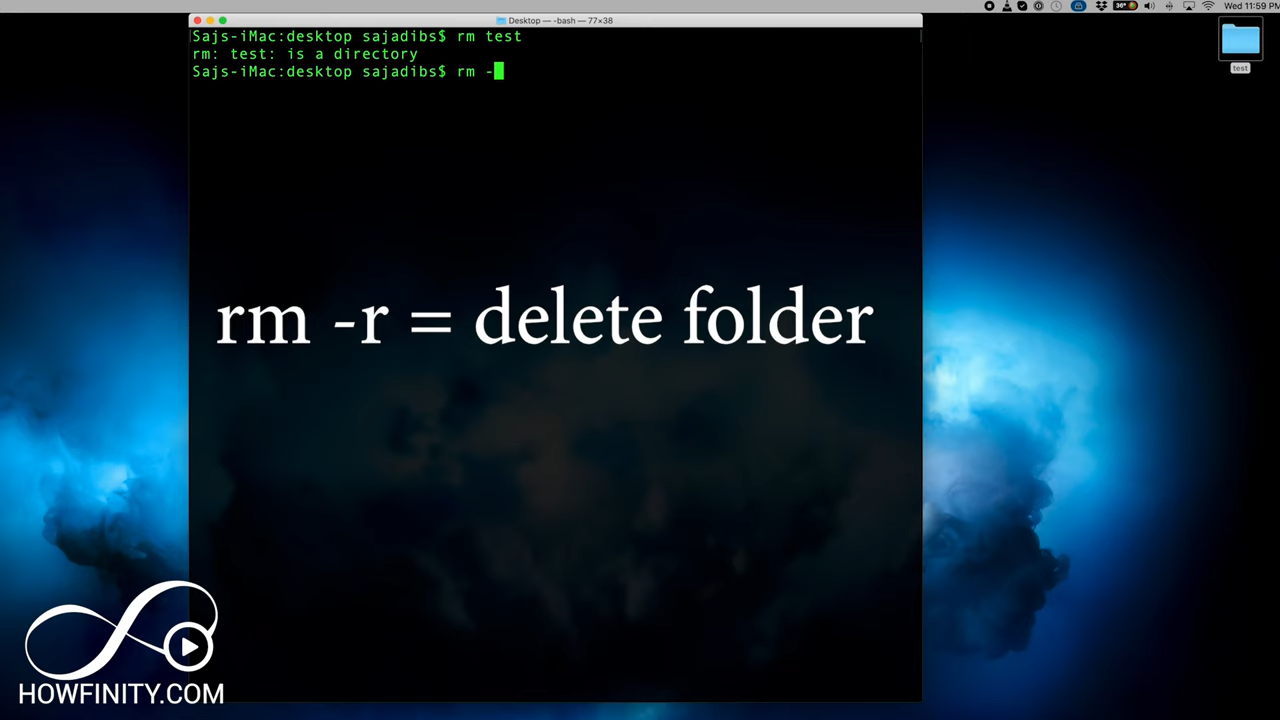 Desktop — -bash — 77×38
36°
Wed 11:59 PM
Sajs-iMac:desktop sajadibs$ rm test
rm: test: is a directory
Sajs-iMac:desktop sajadibs$ rm -
test
rm -r = delete folder
HOWFINITY.COM